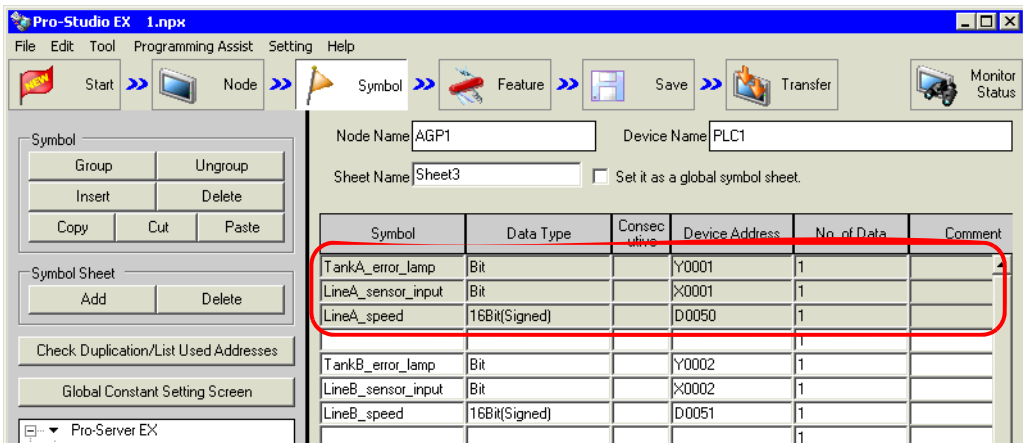 Pro-Studio EX 1.npx
File Edit Tool Programming Assist Setting Help
NEW Start Node Symbol Feature Save Transfer Monitor Status
Symbol
Group Ungroup
Insert Delete
Copy Cut Paste
Symbol Sheet
Add Delete
Check Duplication/List Used Addresses
Global Constant Setting Screen
Pro-Server EX
Node Name AGP1 Device Name PLC1
Sheet Name Sheet3 Set it as a global symbol sheet.
Symbol Data Type Consecutive Device Address No. of Data Comment
TankA_error_lamp Bit Y0001 1
LineA_sensor_input Bit X0001 1
LineA_speed 16Bit(Signed) D0050 1
1
TankB_error_lamp Bit Y0002 1
LineB_sensor_input Bit X0002 1
LineB_speed 16Bit(Signed) D0051 1
1